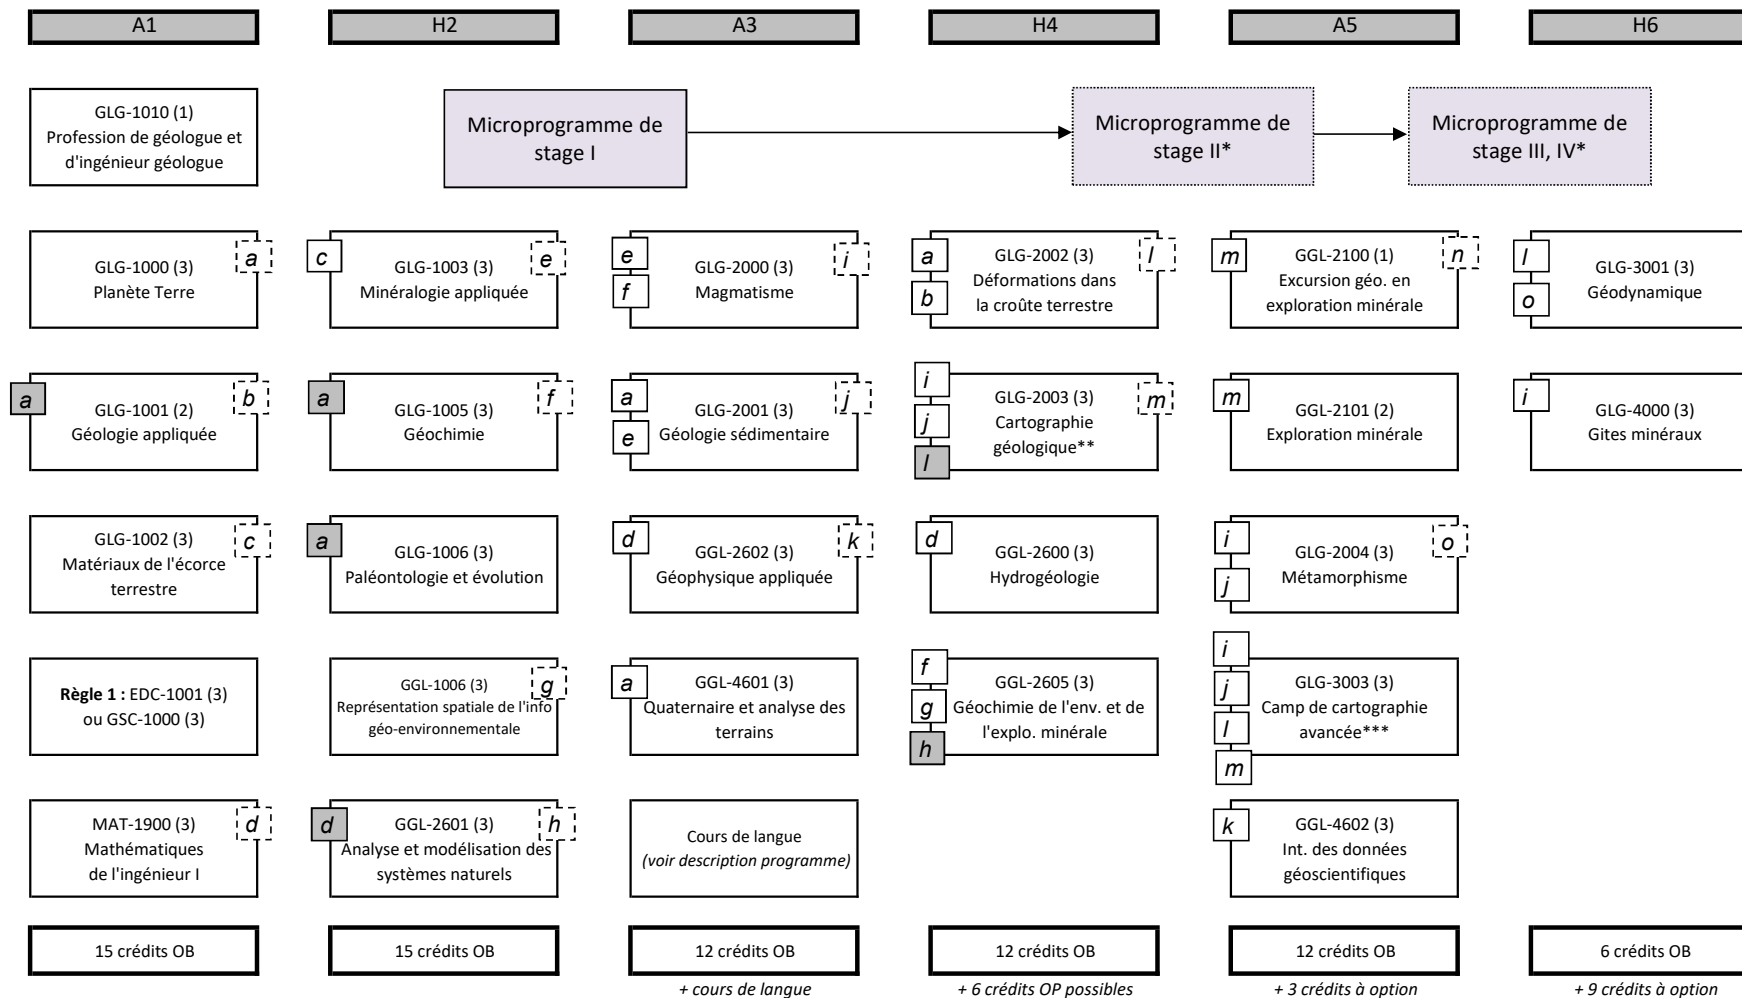 A1
H2
A3
H4
A5
H6
GLG-1010 (1)
Profession de géologue et
d'ingénieur géologue
Microprogramme de
stage I
Microprogramme de
stage II*
Microprogramme de
stage III, IV*
GLG-1000 (3)
Planète Terre
a
c
GLG-1003 (3)
Minéralogie appliquée
e
e
f
GLG-2000 (3)
Magmatisme
i
a
b
GLG-2002 (3)
Déformations dans
la croûte terrestre
l
m
GGL-2100 (1)
Excursion géo. en
exploration minérale
n
l
o
GLG-3001 (3)
Géodynamique
a
GLG-1001 (2)
Géologie appliquée
b
a
GLG-1005 (3)
Géochimie
f
a
e
GLG-2001 (3)
Géologie sédimentaire
j
i
j
l
GLG-2003 (3)
Cartographie
géologique**
m
m
GGL-2101 (2)
Exploration minérale
i
GLG-4000 (3)
Gites minéraux
GLG-1002 (3)
Matériaux de l'écorce
terrestre
c
a
GLG-1006 (3)
Paléontologie et évolution
d
GGL-2602 (3)
Géophysique appliquée
k
d
GGL-2600 (3)
Hydrogéologie
i
j
GLG-2004 (3)
Métamorphisme
o
Règle 1 : EDC-1001 (3)
ou GSC-1000 (3)
GGL-1006 (3)
Représentation spatiale de l'info
géo-environnementale
g
a
GGL-4601 (3)
Quaternaire et analyse des
terrains
f
g
h
GGL-2605 (3)
Géochimie de l'env. et de
l'explo. minérale
i
j
l
m
GLG-3003 (3)
Camp de cartographie
avancée***
MAT-1900 (3)
Mathématiques
de l'ingénieur I
d
d
GGL-2601 (3)
Analyse et modélisation des
systèmes naturels
h
Cours de langue
(voir description programme)
k
GGL-4602 (3)
Int. des données
géoscientifiques
15 crédits OB
15 crédits OB
12 crédits OB
12 crédits OB
12 crédits OB
6 crédits OB
+ cours de langue
+ 6 crédits OP possibles
+ 3 crédits à option
+ 9 crédits à option